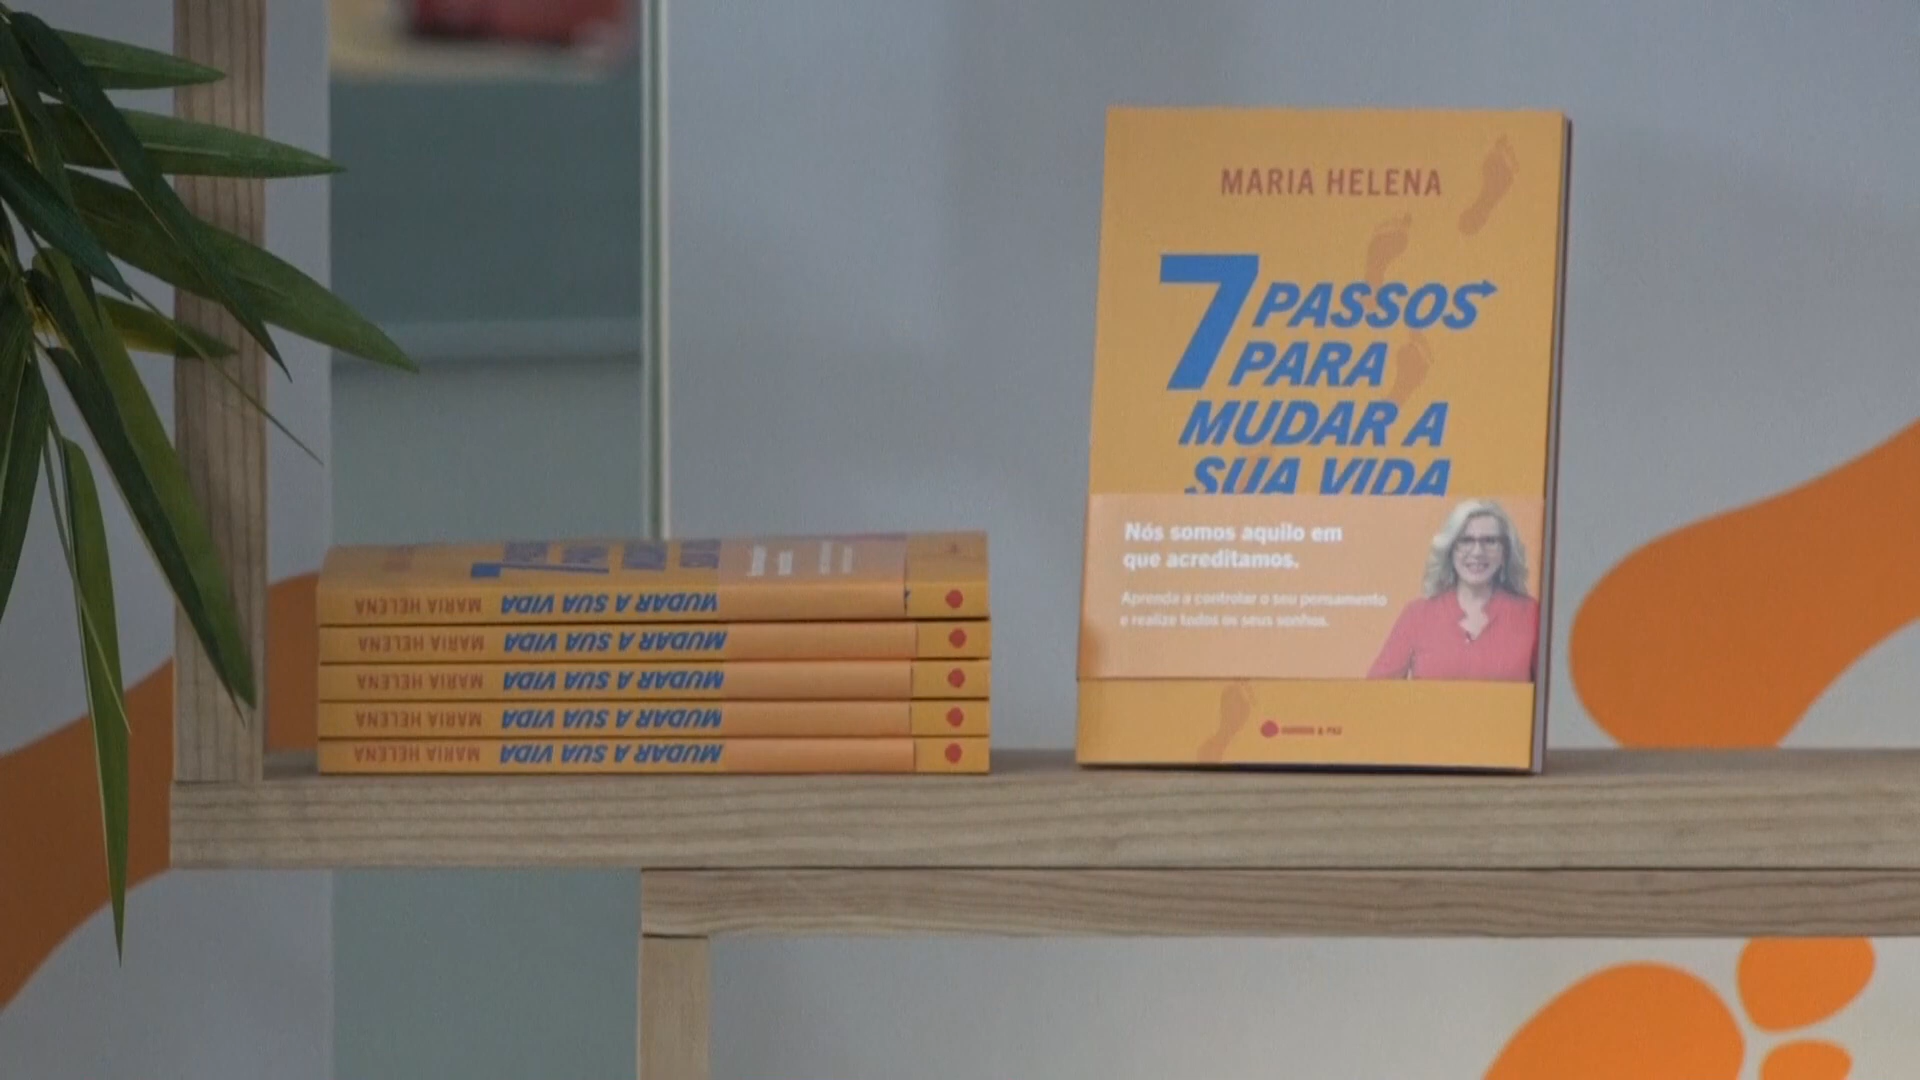 MARIA HELENA
7 PASSOS
PARA
MUDAR A
SUA VIDA
Nós somos aquilo em
que acreditamos.
Aprenda a controlar o seu pensamento
e realize todos os seus sonhos.
MARIA HELENA MUDAR A SUA VIDA
MARIA HELENA MUDAR A SUA VIDA
MARIA HELENA MUDAR A SUA VIDA
MARIA HELENA MUDAR A SUA VIDA
MARIA HELENA MUDAR A SUA VIDA